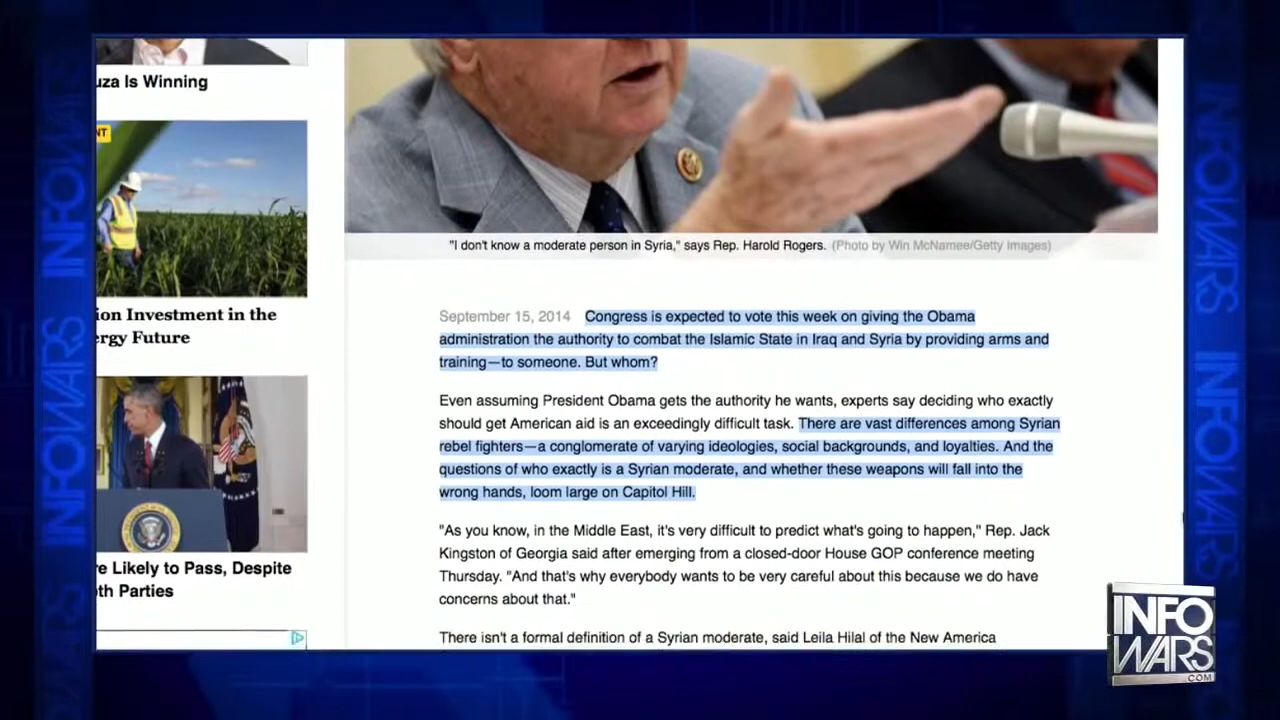 uza Is Winning
NT
ion Investment in the
ergy Future
re Likely to Pass, Despite
th Parties
"I don't know a moderate person in Syria," says Rep. Harold Rogers. (Photo by Win McNamee/Getty Images)
September 15, 2014 Congress is expected to vote this week on giving the Obama
administration the authority to combat the Islamic State in Iraq and Syria by providing arms and
training—to someone. But whom?
Even assuming President Obama gets the authority he wants, experts say deciding who exactly
should get American aid is an exceedingly difficult task. There are vast differences among Syrian
rebel fighters—a conglomerate of varying ideologies, social backgrounds, and loyalties. And the
questions of who exactly is a Syrian moderate, and whether these weapons will fall into the
wrong hands, loom large on Capitol Hill.
"As you know, in the Middle East, it's very difficult to predict what's going to happen," Rep. Jack
Kingston of Georgia said after emerging from a closed-door House GOP conference meeting
Thursday. "And that's why everybody wants to be very careful about this because we do have
concerns about that."
There isn't a formal definition of a Syrian moderate, said Leila Hilal of the New America
INFOWARS
INFOWARS
INFOWARS
INFOWARS
INFO
WARS
.COM